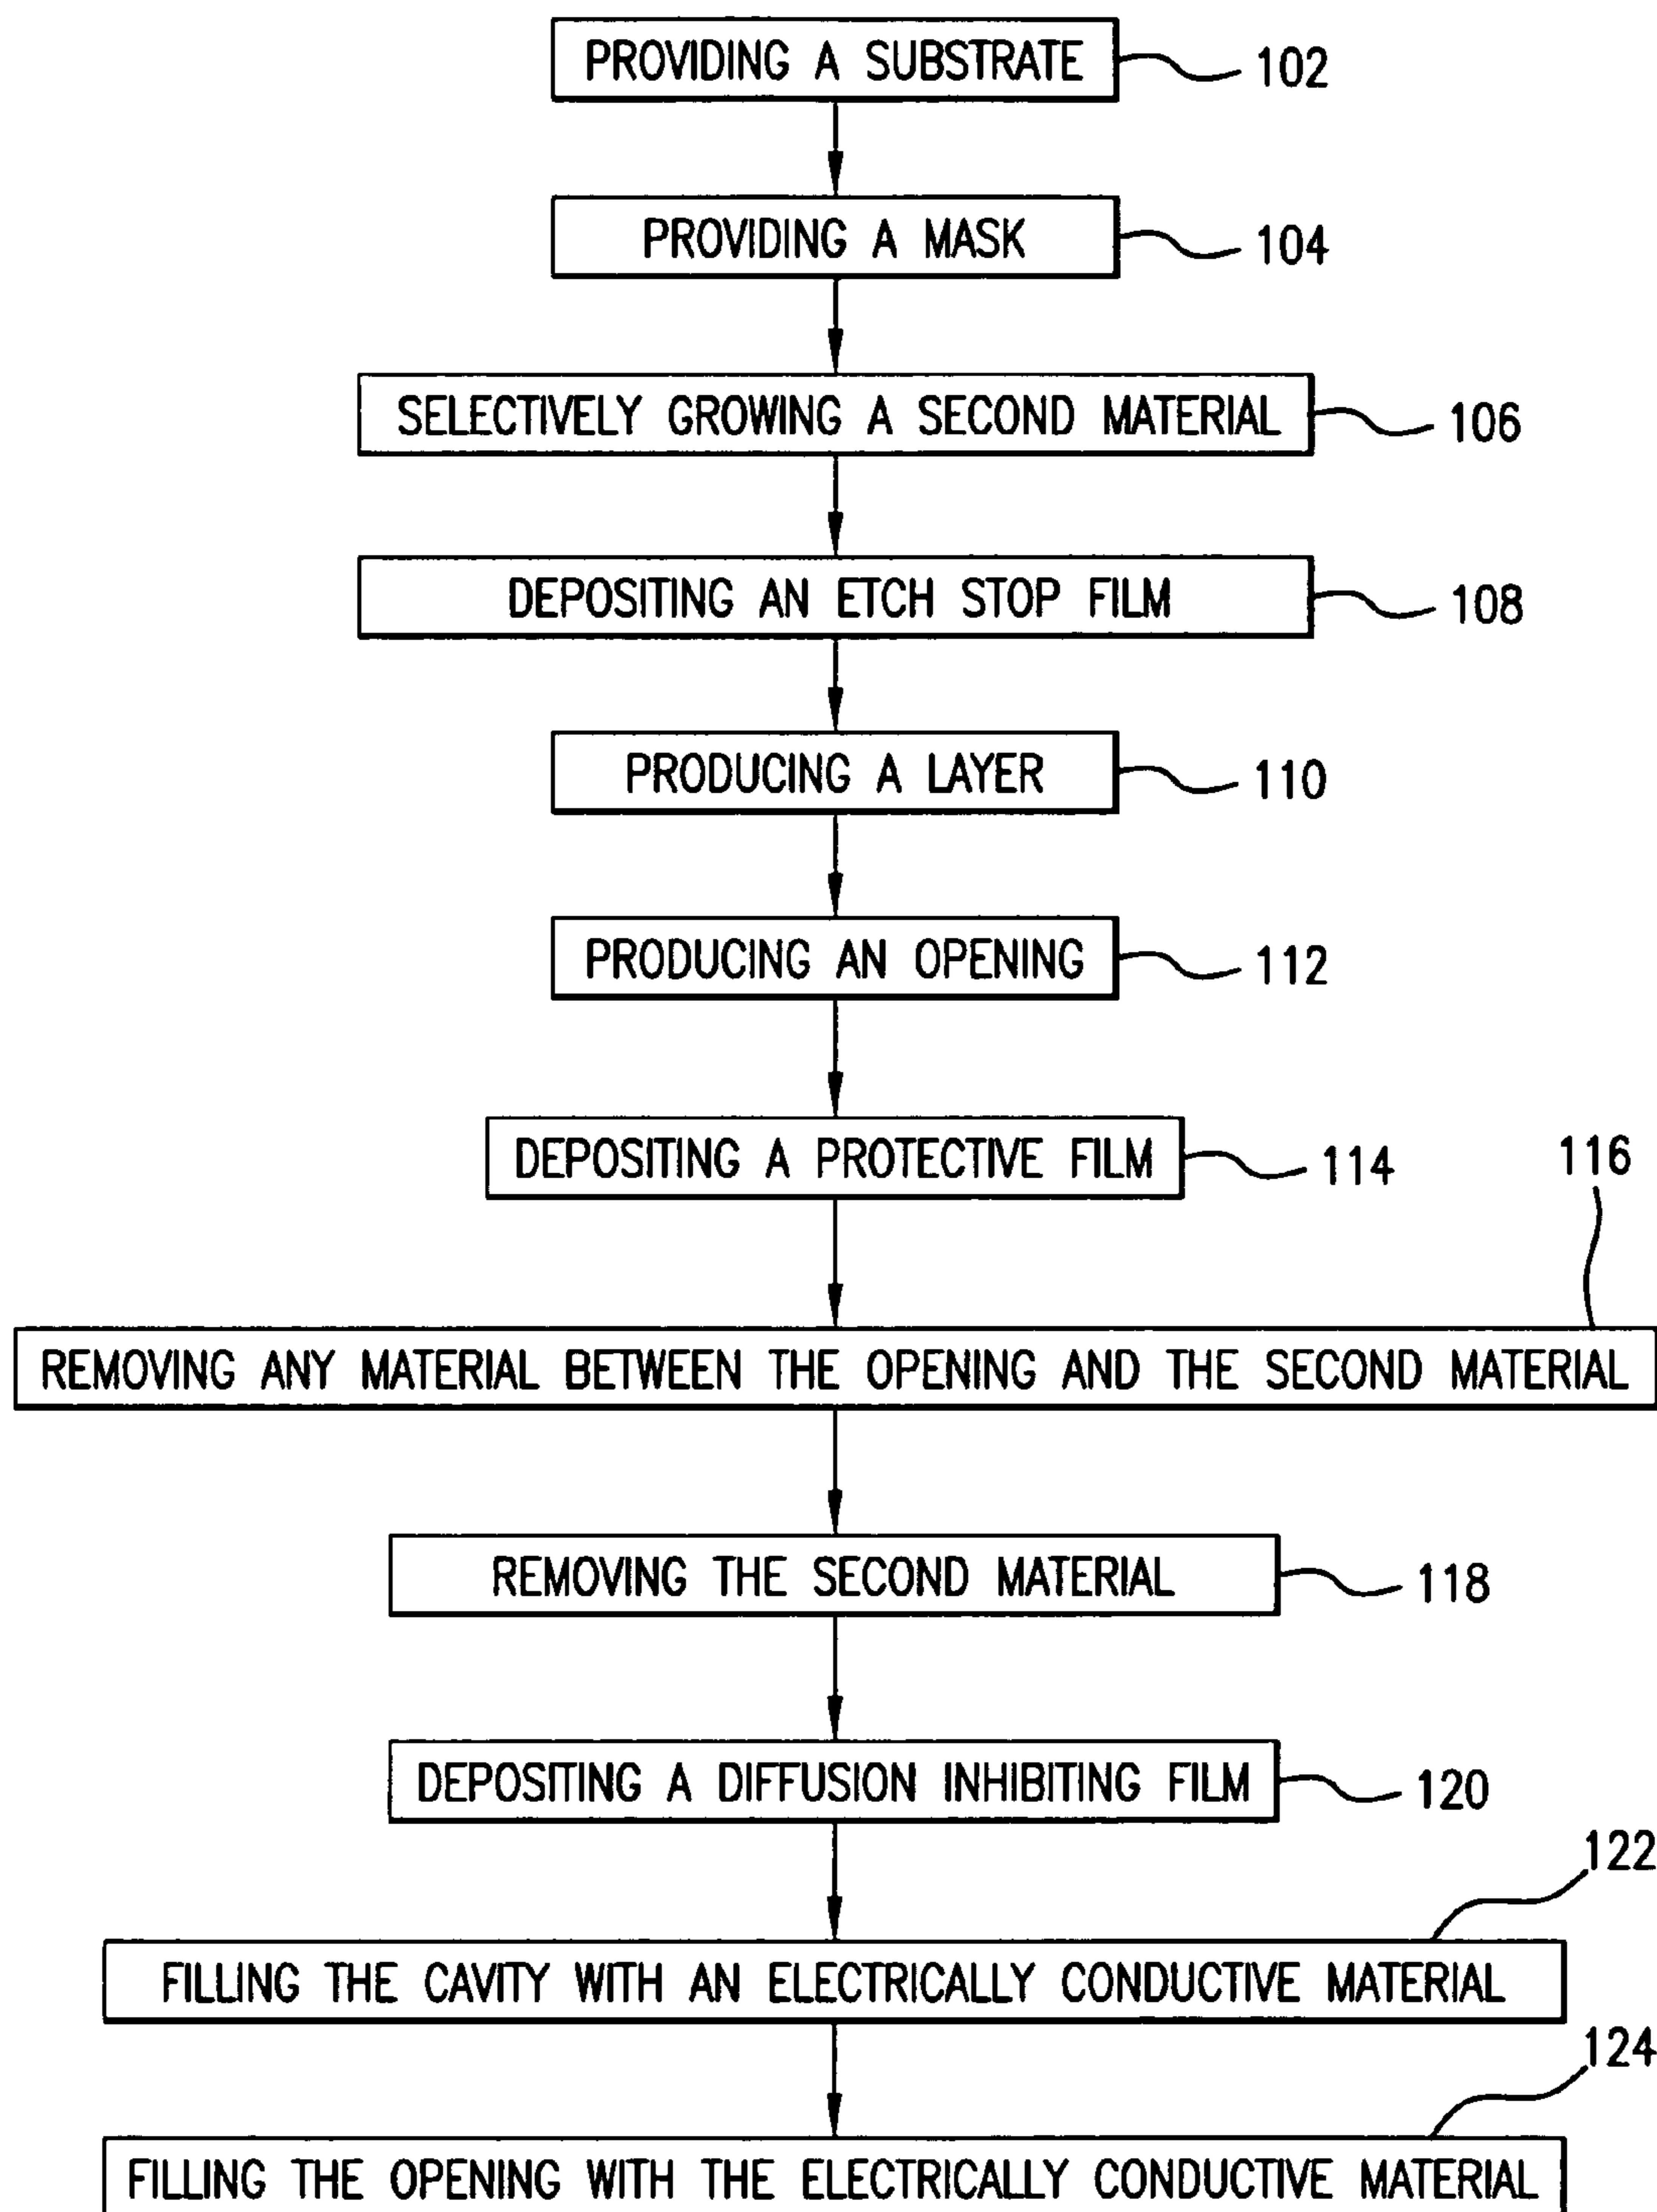 PROVIDING A SUBSTRATE 102
PROVIDING A MASK 104
SELECTIVELY GROWING A SECOND MATERIAL 106
DEPOSITING AN ETCH STOP FILM 108
PRODUCING A LAYER 110
PRODUCING AN OPENING 112
DEPOSITING A PROTECTIVE FILM 114
116
REMOVING ANY MATERIAL BETWEEN THE OPENING AND THE SECOND MATERIAL
REMOVING THE SECOND MATERIAL 118
DEPOSITING A DIFFUSION INHIBITING FILM 120
122
FILLING THE CAVITY WITH AN ELECTRICALLY CONDUCTIVE MATERIAL
124
FILLING THE OPENING WITH THE ELECTRICALLY CONDUCTIVE MATERIAL